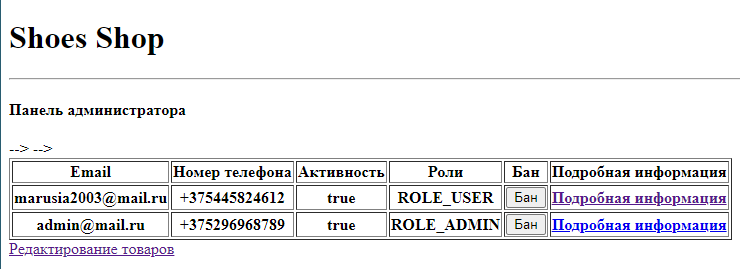 Shoes Shop
Панель администратора
--> -->
Email Номер телефона Активность Роли Бан Подробная информация
marusia2003@mail.ru +375445824612 true ROLE_USER Бан Подробная информация
admin@mail.ru +375296968789 true ROLE_ADMIN Бан Подробная информация
Редактирование товаров